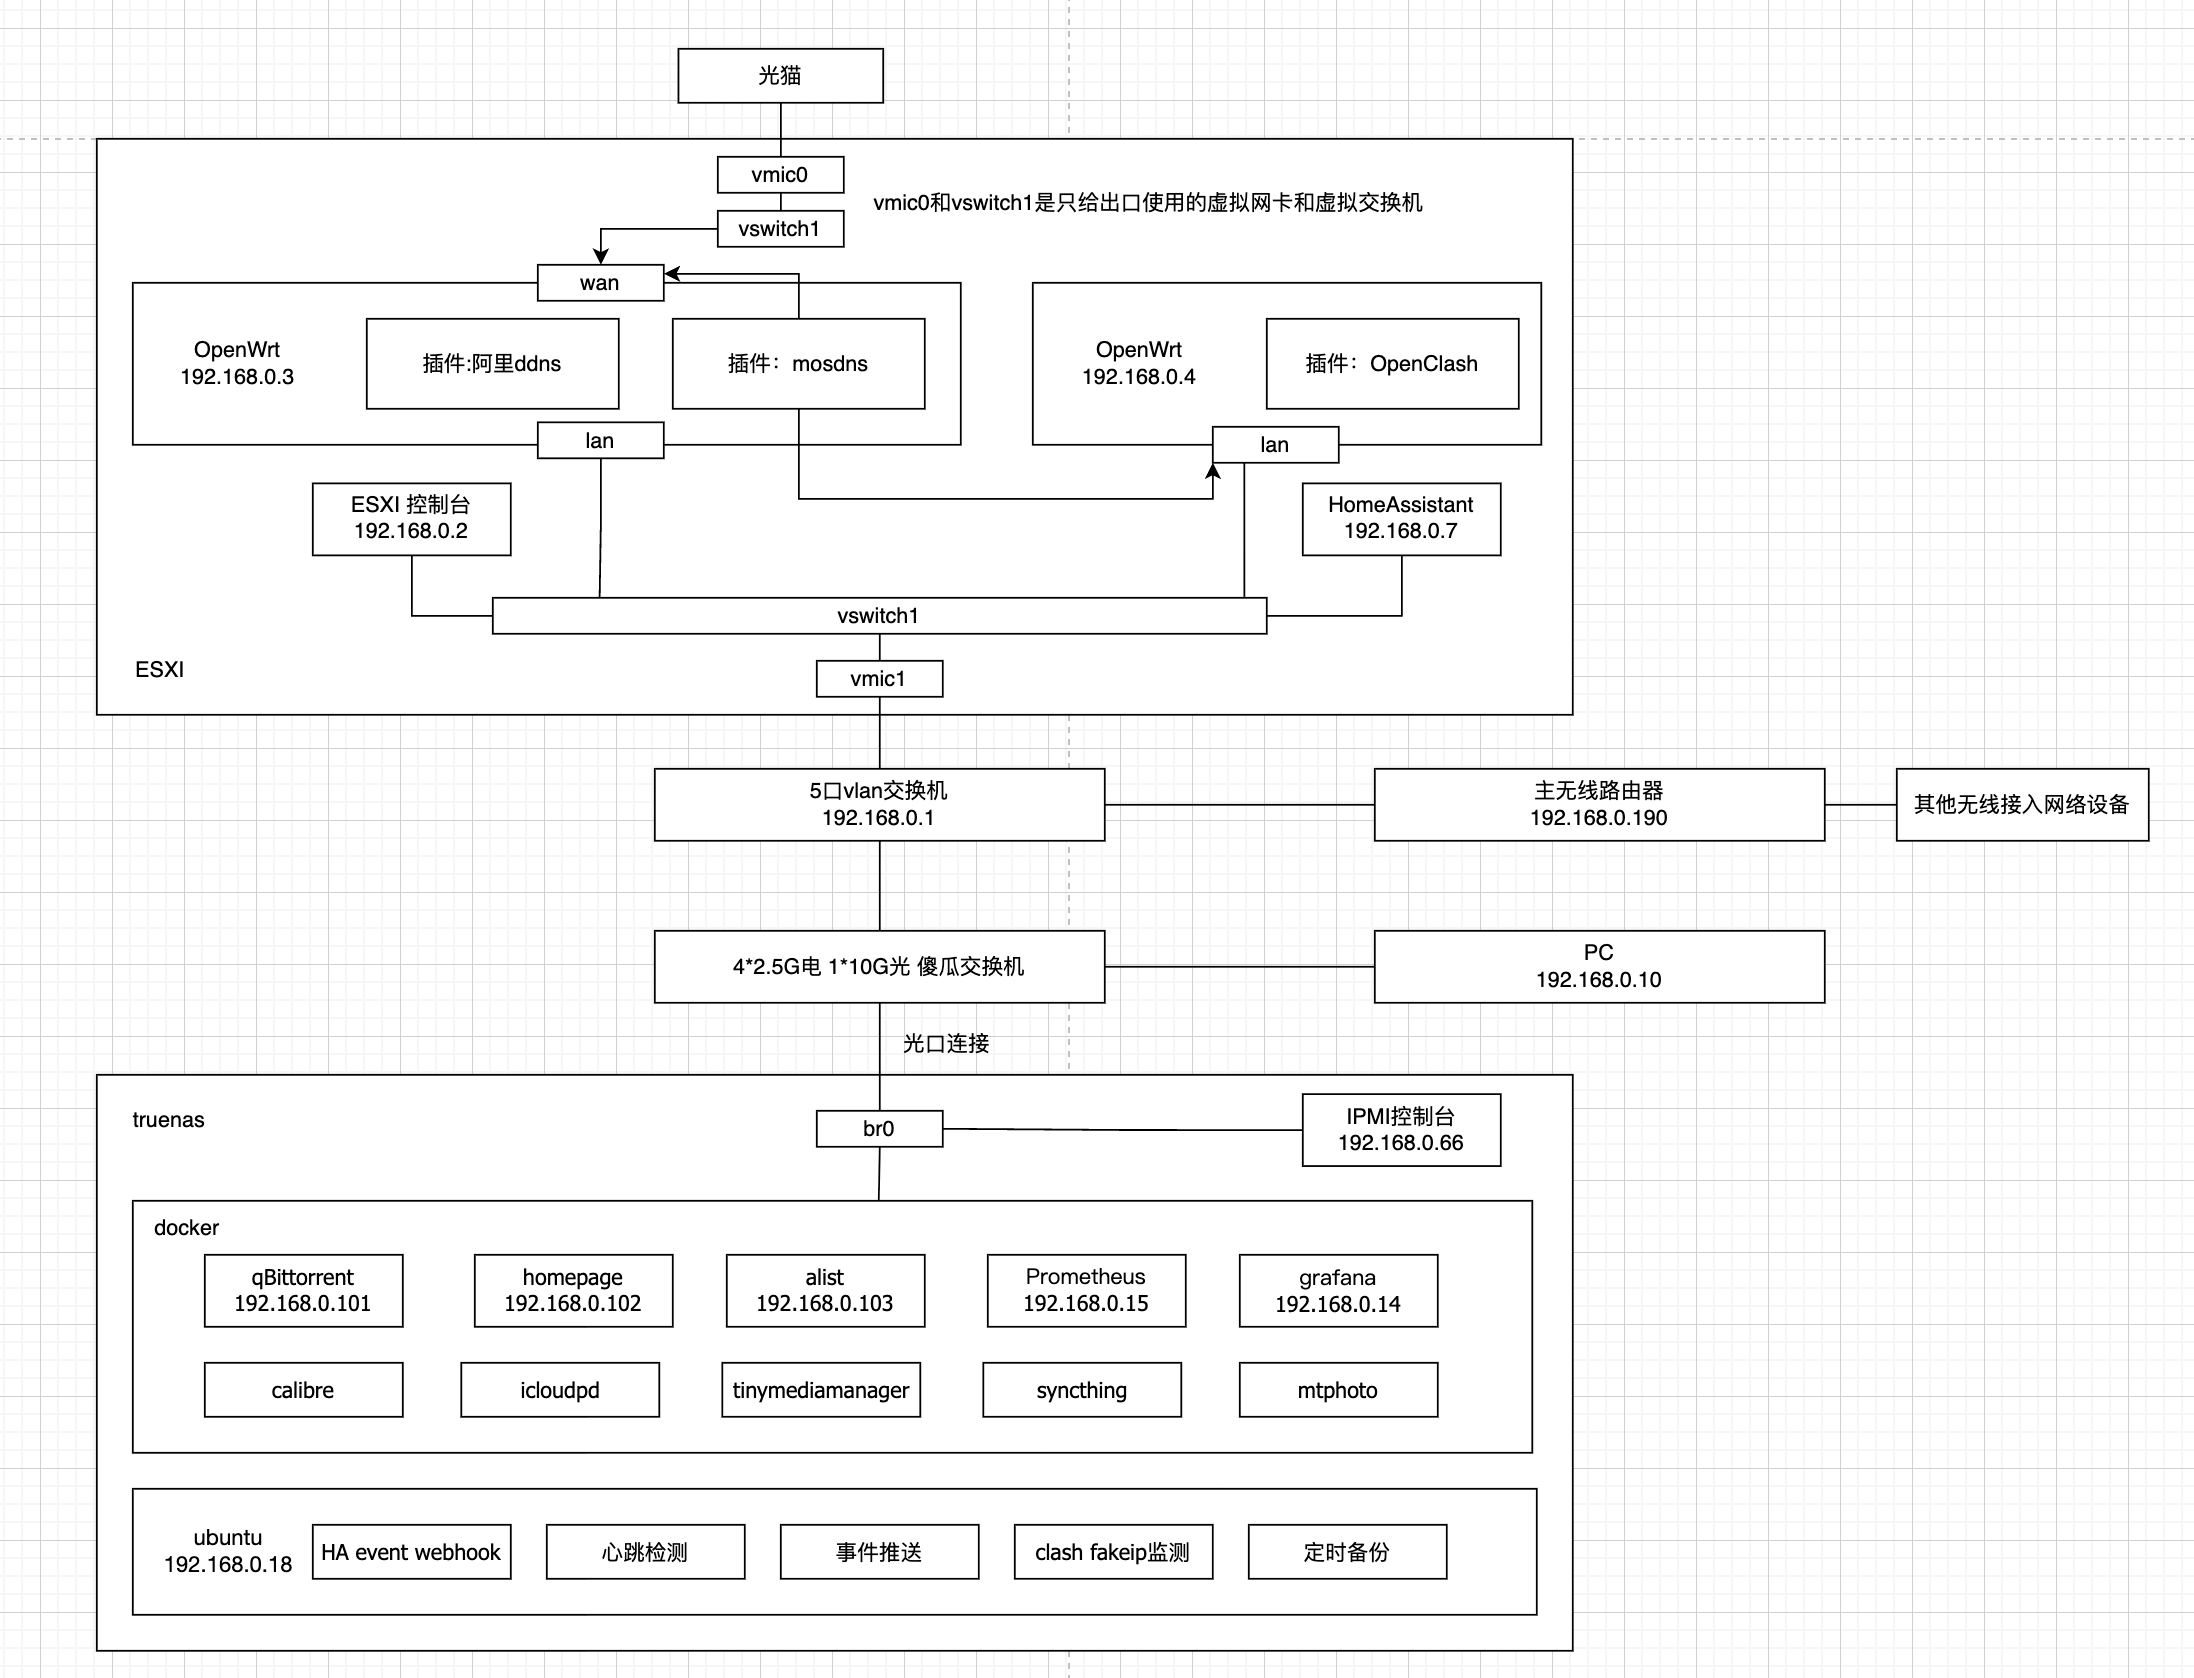 光猫
vmic0
vmic0和vswitch1是只给出口使用的虚拟网卡和虚拟交换机
vswitch1
wan
OpenWrt
192.168.0.3
插件:阿里ddns
插件：mosdns
OpenWrt
192.168.0.4
插件：OpenClash
lan
lan
ESXI 控制台
192.168.0.2
HomeAssistant
192.168.0.7
vswitch1
ESXI
vmic1
5口vlan交换机
192.168.0.1
主无线路由器
192.168.0.190
其他无线接入网络设备
4*2.5G电 1*10G光 傻瓜交换机
PC
192.168.0.10
光口连接
truenas
br0
IPMI控制台
192.168.0.66
docker
qBittorrent
192.168.0.101
homepage
192.168.0.102
alist
192.168.0.103
Prometheus
192.168.0.15
grafana
192.168.0.14
calibre
icloudpd
tinymediamanager
syncthing
mtphoto
ubuntu
192.168.0.18
HA event webhook
心跳检测
事件推送
clash fakeip监测
定时备份